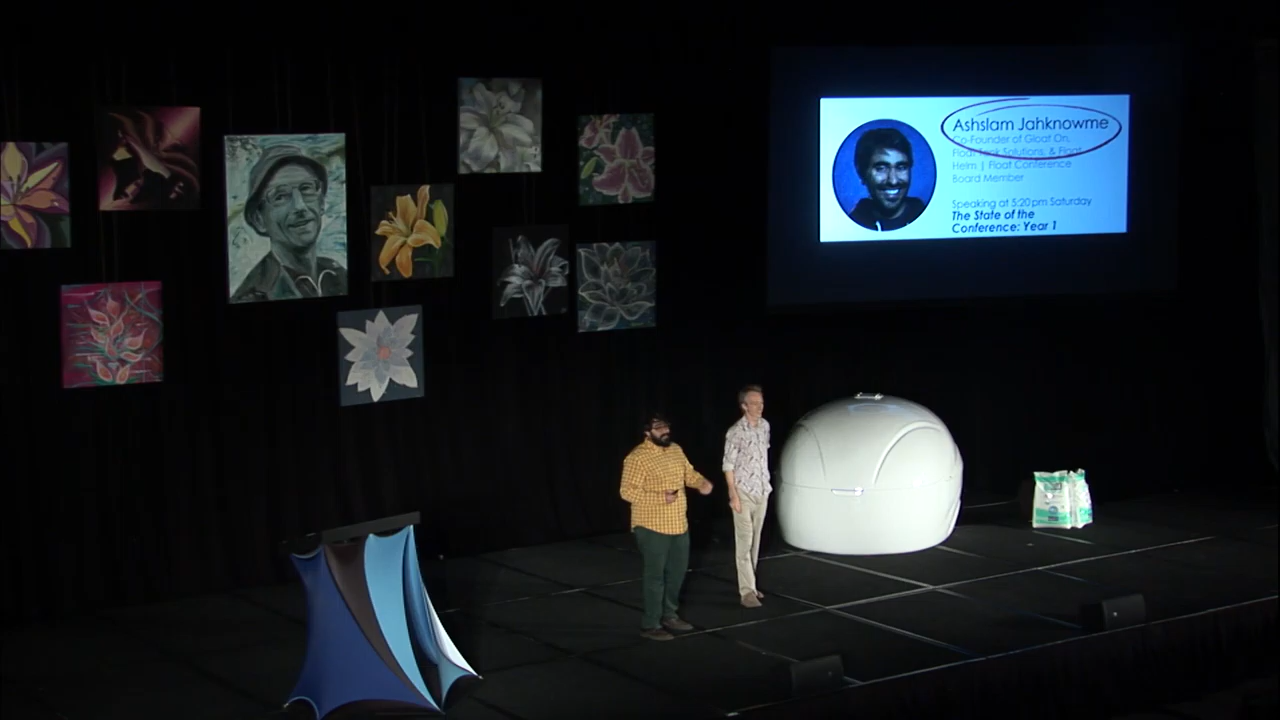 Ashslam Jahknowme
Co-Founder of Gloat On,
Float Tank Solutions, & Float
Helm | Float Conference
Board Member
Speaking at 5:20pm Saturday
The State of the
Conference: Year 1